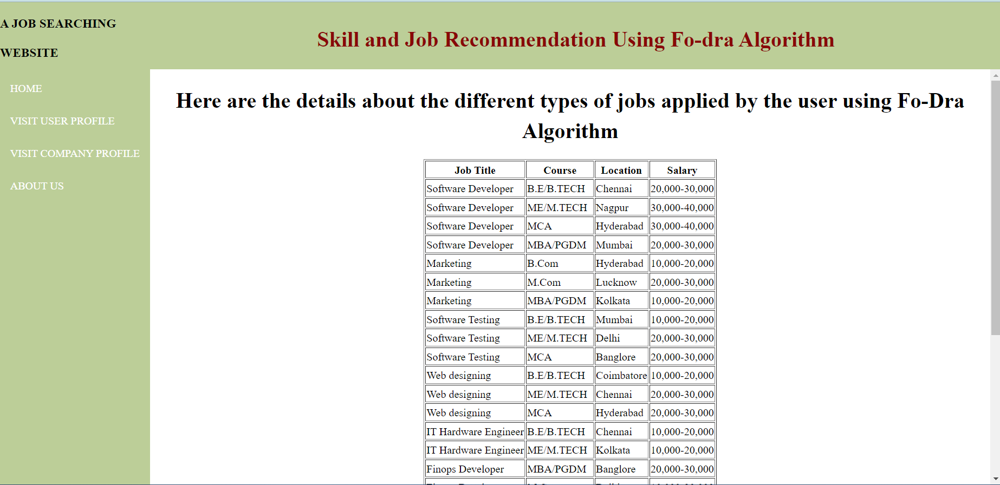 A JOB SEARCHING
WEBSITE
Skill and Job Recommendation Using Fo-dra Algorithm
HOME
VISIT USER PROFILE
VISIT COMPANY PROFILE
ABOUT US
Here are the details about the different types of jobs applied by the user using Fo-Dra
Algorithm
Job Title Course Location Salary
Software Developer B.E/B.TECH Chennai 20,000-30,000
Software Developer ME/M.TECH Nagpur 30,000-40,000
Software Developer MCA Hyderabad 30,000-40,000
Software Developer MBA/PGDM Mumbai 20,000-30,000
Marketing B.Com Hyderabad 10,000-20,000
Marketing M.Com Lucknow 20,000-30,000
Marketing MBA/PGDM Kolkata 10,000-20,000
Software Testing B.E/B.TECH Mumbai 10,000-20,000
Software Testing ME/M.TECH Delhi 20,000-30,000
Software Testing MCA Banglore 20,000-30,000
Web designing B.E/B.TECH Coimbatore 10,000-20,000
Web designing ME/M.TECH Chennai 20,000-30,000
Web designing MCA Hyderabad 20,000-30,000
IT Hardware Engineer B.E/B.TECH Chennai 10,000-20,000
IT Hardware Engineer ME/M.TECH Kolkata 10,000-20,000
Finops Developer MBA/PGDM Banglore 20,000-30,000